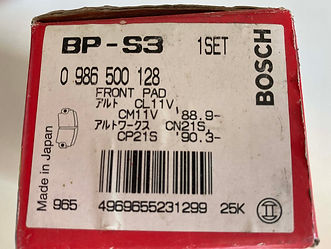 BP-S3 1SET
0 986 500 128
FRONT PAD
アルト CL11V,
CM11V '88.9-
アルトワークス CN21S,
CP21S '90.3-
BOSCH
Made in Japan
965 4969655231299 25K